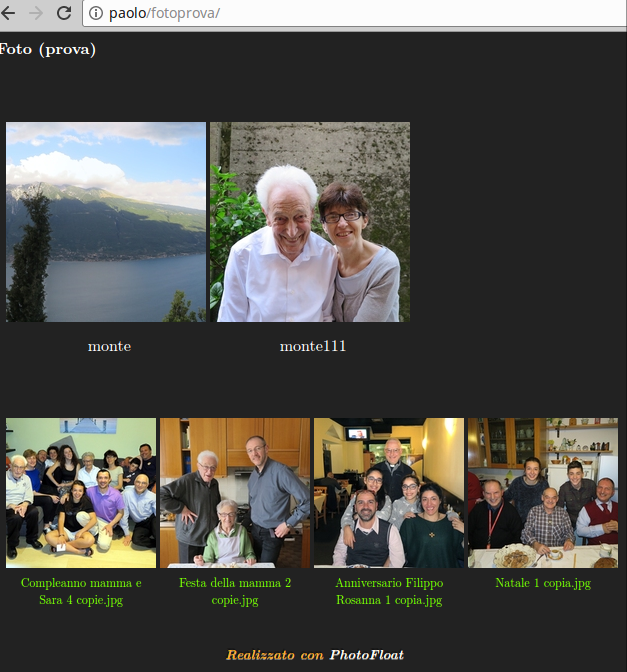 paolo/fotoprova/
Foto (prova)
monte
monte111
Compleanno mamma e
Sara 4 copie.jpg
Festa della mamma 2
copie.jpg
Anniversario Filippo
Rosanna 1 copia.jpg
Natale 1 copia.jpg
Realizzato con PhotoFloat